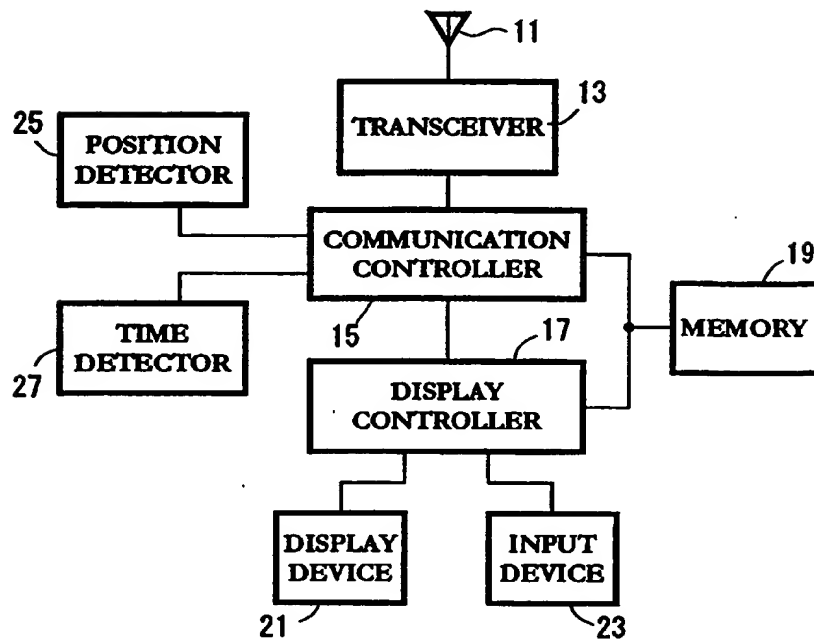 11
13
TRANSCEIVER
25
POSITION
DETECTOR
COMMUNICATION
CONTROLLER
19
MEMORY
15
17
TIME
DETECTOR
27
DISPLAY
CONTROLLER
DISPLAY
DEVICE
INPUT
DEVICE
21
23